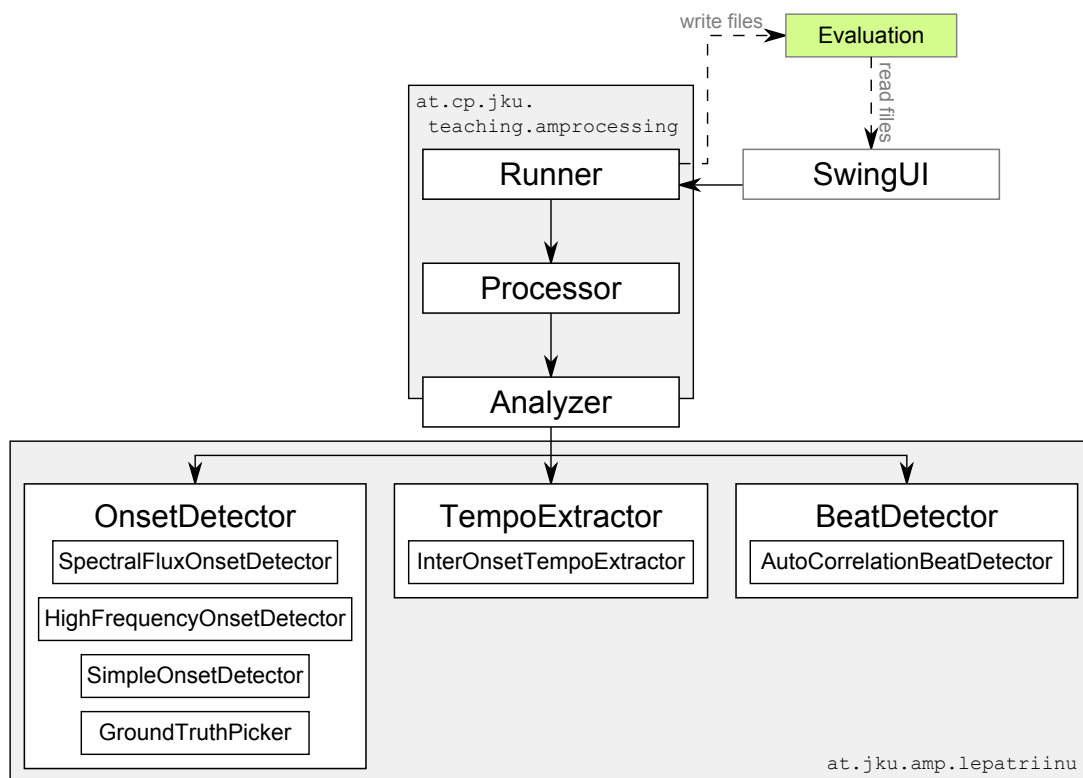 write files
Evaluation
read files
at.cp.jku.
teaching.amprocessing
Runner
SwingUI
Processor
Analyzer
OnsetDetector
SpectralFluxOnsetDetector
HighFrequencyOnsetDetector
SimpleOnsetDetector
GroundTruthPicker
TempoExtractor
InterOnsetTempoExtractor
BeatDetector
AutoCorrelationBeatDetector
at.jku.amp.lepatriinu